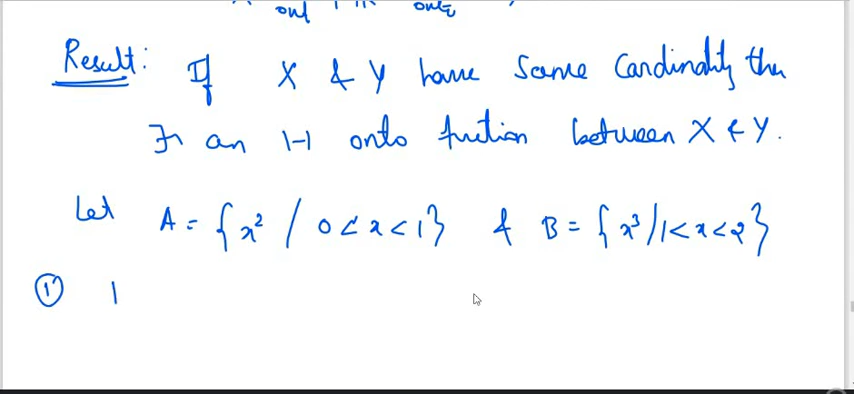 onto
Result: If X & Y have same Cardinality then
∃ an 1-1 onto function between X & Y.
Let A = {x² / 0<x<1} & B = {x³/1<x<2}
① |